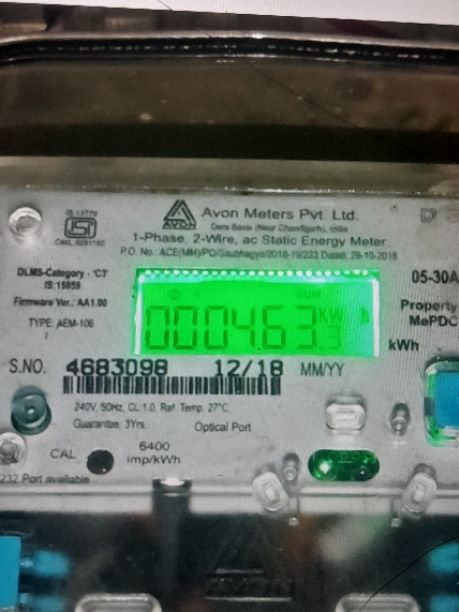 IS:13779
CM/L-9291160
AVON
Avon Meters Pvt. Ltd.
Dera Bassi (Near Chandigarh), India
1-Phase, 2-Wire, ac Static Energy Meter
P.O. No.: ACE(MM)/PD/Saubhagya/2018-19/223 Dated; 29-10-2018
DLMS-Category - 'C1'
IS:15959
Firmware Ver.: AA1.00
TYPE: AEM-106
05-30A
Property
MePDC
CUM
0004.63
KW
kWh
S.NO. 4683098 12/18 MM/YY
240V, 50Hz, CL:1.0, Ref. Temp. 27°C,
Guarantee: 3Yrs. Optical Port
CAL 6400
imp/kWh
232 Port available